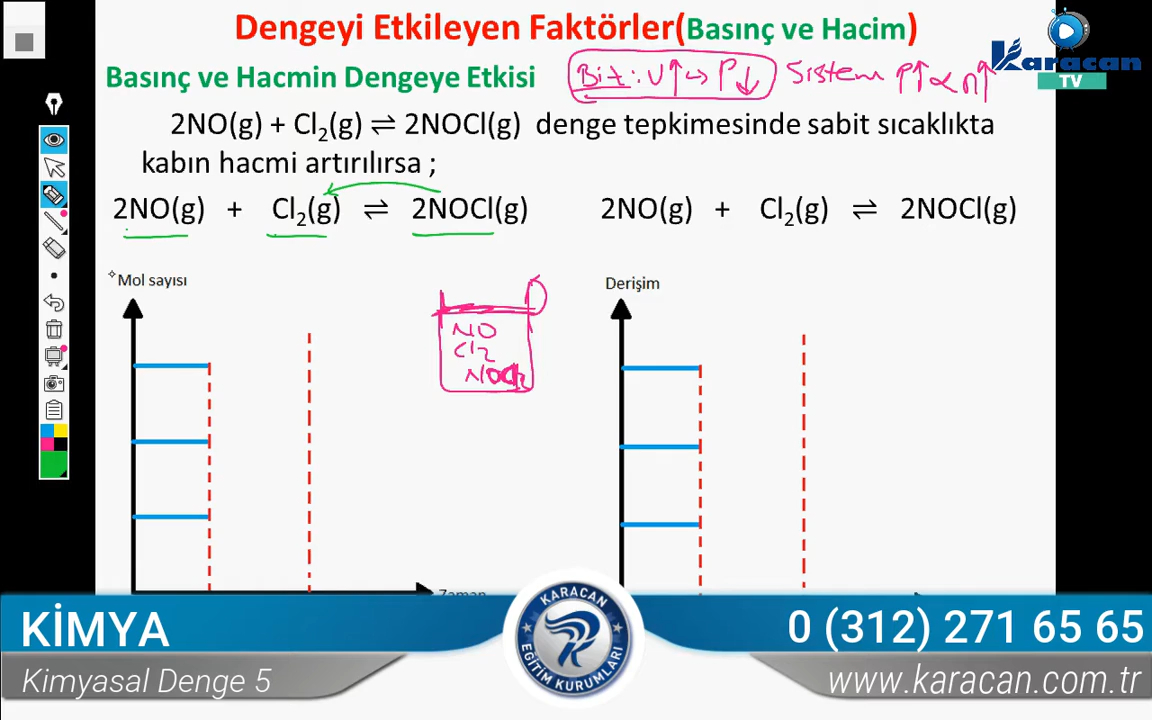 Dengeyi Etkileyen Faktörler(Basınç ve Hacim)
Karacan
TV
Basınç ve Hacmin Dengeye Etkisi
Biz: V↑ ↔ P↓ Sistem P↑ ∝ n↑
2NO(g) + Cl₂(g) ⇌ 2NOCl(g) denge tepkimesinde sabit sıcaklıkta
kabın hacmi artırılırsa ;
2NO(g) + Cl₂(g) ⇌ 2NOCl(g)
2NO(g) + Cl₂(g) ⇌ 2NOCl(g)
Mol sayısı
Derişim
NO
Cl₂
Zaman
KİMYA
Kimyasal Denge 5
KARACAN
EĞİTİM KURUMLARI
0 (312) 271 65 65
www.karacan.com.tr